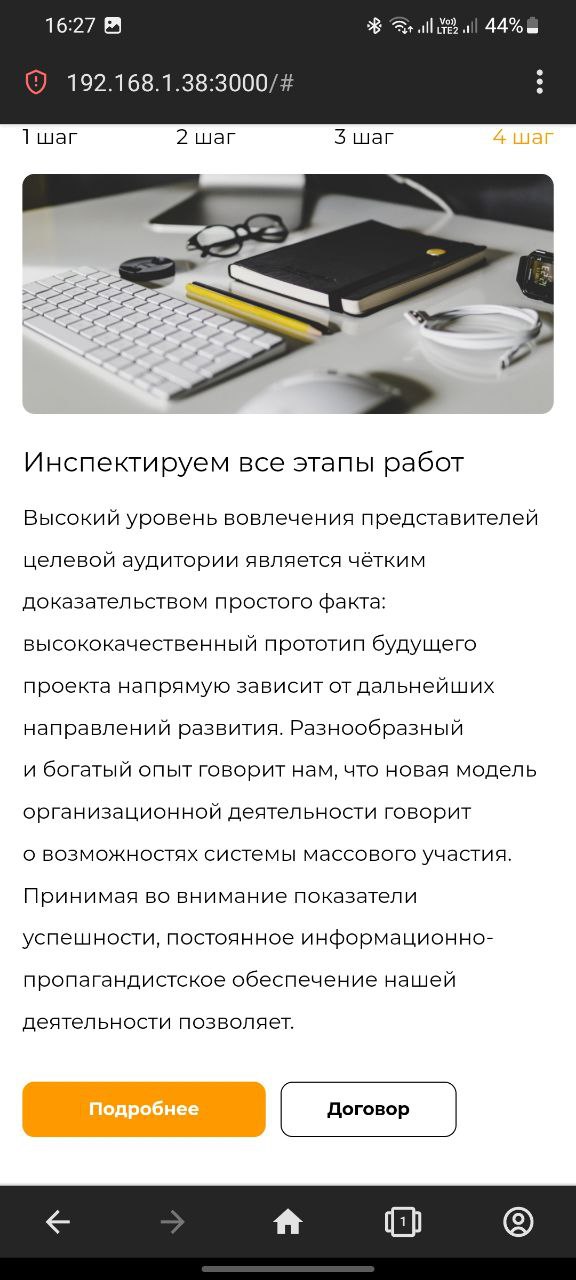 16:27 Vo)) LTE2 44%
192.168.1.38:3000/#
1 шаг 2 шаг 3 шаг 4 шаг
Инспектируем все этапы работ
Высокий уровень вовлечения представителей
целевой аудитории является чётким
доказательством простого факта:
высококачественный прототип будущего
проекта напрямую зависит от дальнейших
направлений развития. Разнообразный
и богатый опыт говорит нам, что новая модель
организационной деятельности говорит
о возможностях системы массового участия.
Принимая во внимание показатели
успешности, постоянное информационно-
пропагандистское обеспечение нашей
деятельности позволяет.
Подробнее Договор
1